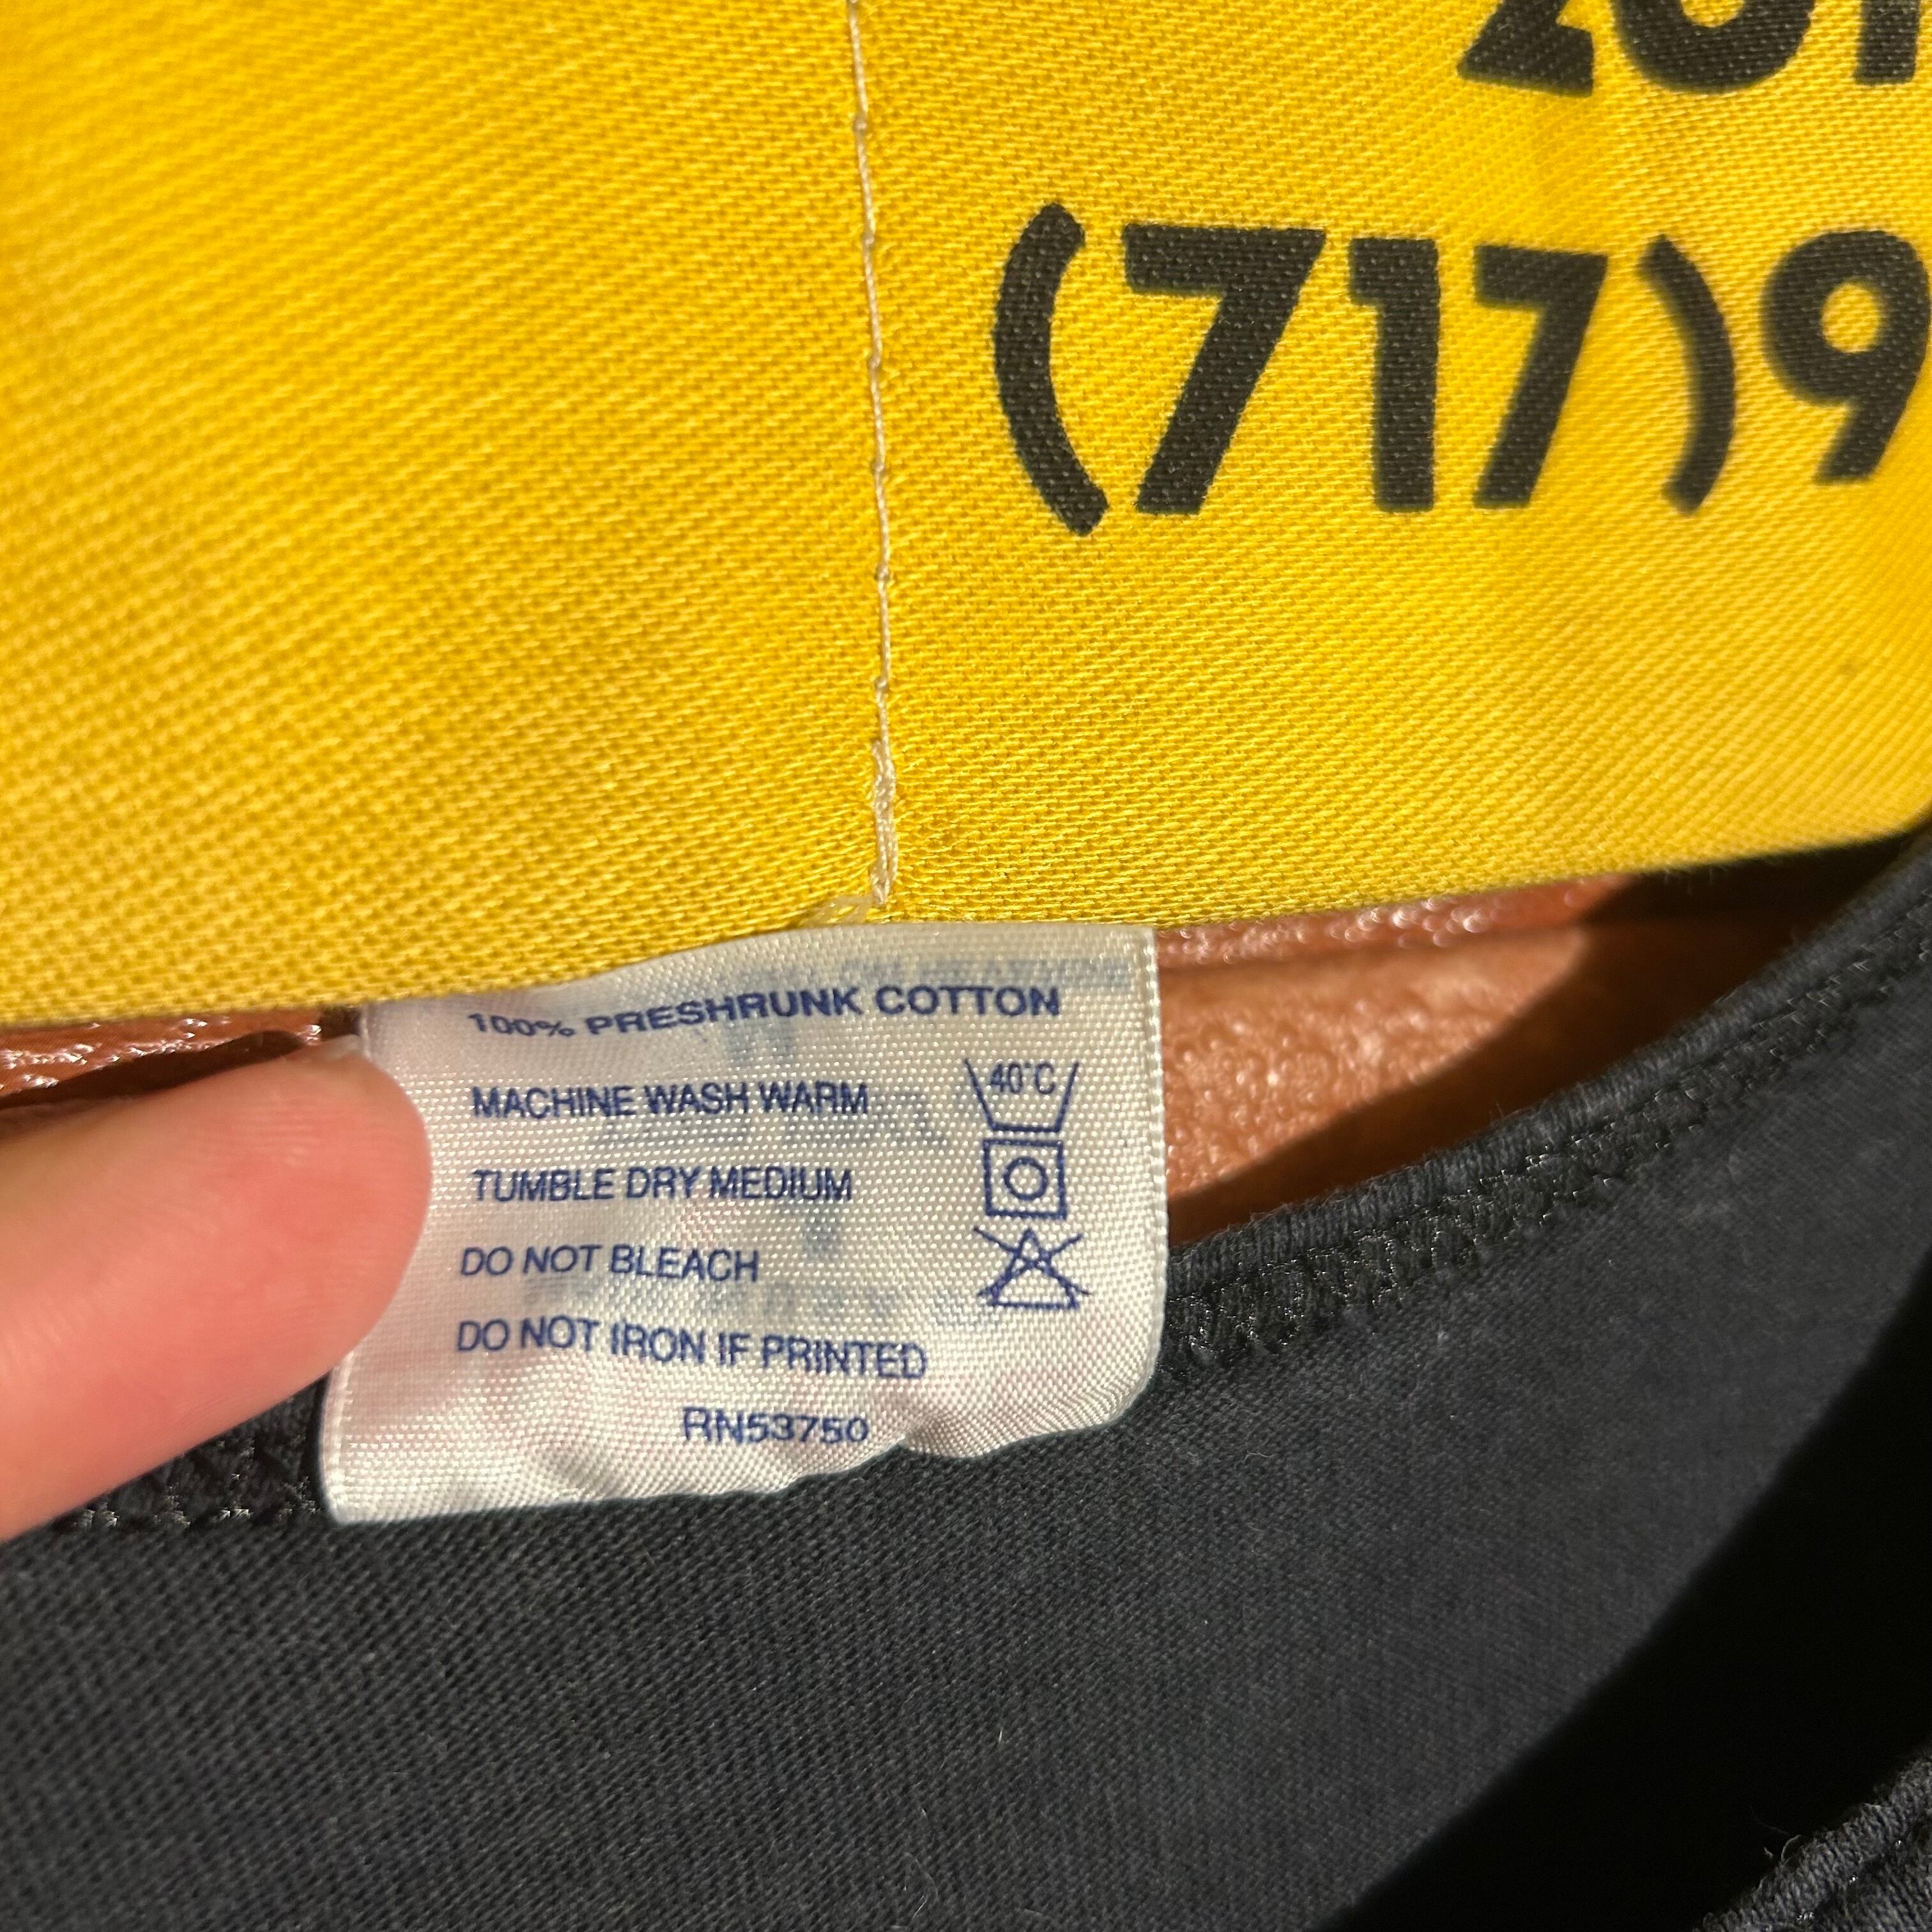 201
(717)9
100% PRESHRUNK COTTON
MACHINE WASH WARM
40°C
TUMBLE DRY MEDIUM
DO NOT BLEACH
DO NOT IRON IF PRINTED
RN53750